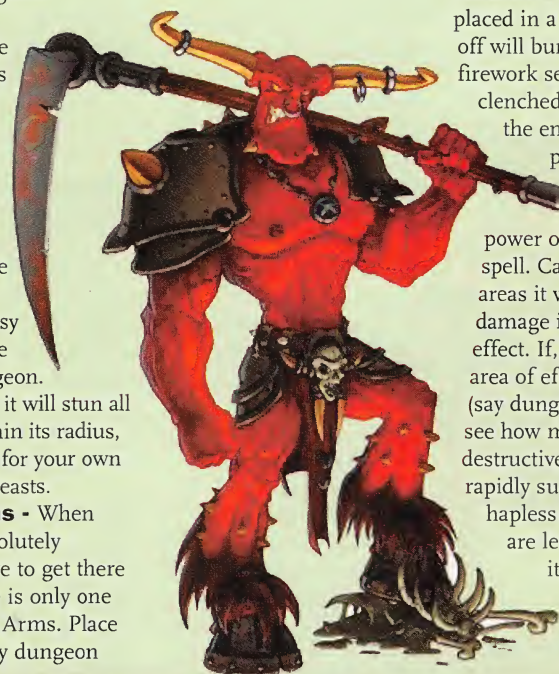 e
s
e
sy
e
geon.
it will stun all
in its radius,
for your own
easts.
s - When
olutely
e to get there
is only one
Arms. Place
y dungeon
placed in a
off will bur
firework se
clenched
the en
p
power o
spell. Ca
areas it
damage i
effect. If,
area of eff
(say dung
see how m
destructive
rapidly su
hapless
are le
it